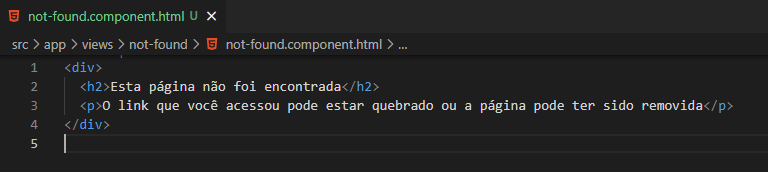 not-found.component.html U
src > app > views > not-found > not-found.component.html > ...
1 <div>
2 <h2>Esta página não foi encontrada</h2>
3 <p>O link que você acessou pode estar quebrado ou a página pode ter sido removida</p>
4 </div>
5